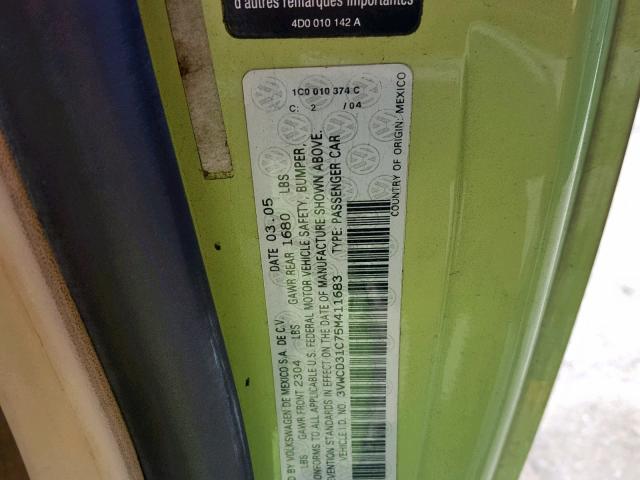 d'autres remarques importantes
4D0 010 142 A
1C0 010 374 C
C: 2 /04
D BY VOLKSWAGEN DE MEXICO S.A. DE C.V. DATE 03.05
LBS GAWR FRONT 2304 LBS GAWR REAR 1680 LBS
CONFORMS TO ALL APPLICABLE U.S. FEDERAL MOTOR VEHICLE SAFETY, BUMPER,
EVENTION STANDARDS IN EFFECT ON THE DATE OF MANUFACTURE SHOWN ABOVE.
VEHICLE I.D. NO. 3VWCD31C75M411683 TYPE: PASSENGER CAR
COUNTRY OF ORIGIN: MEXICO